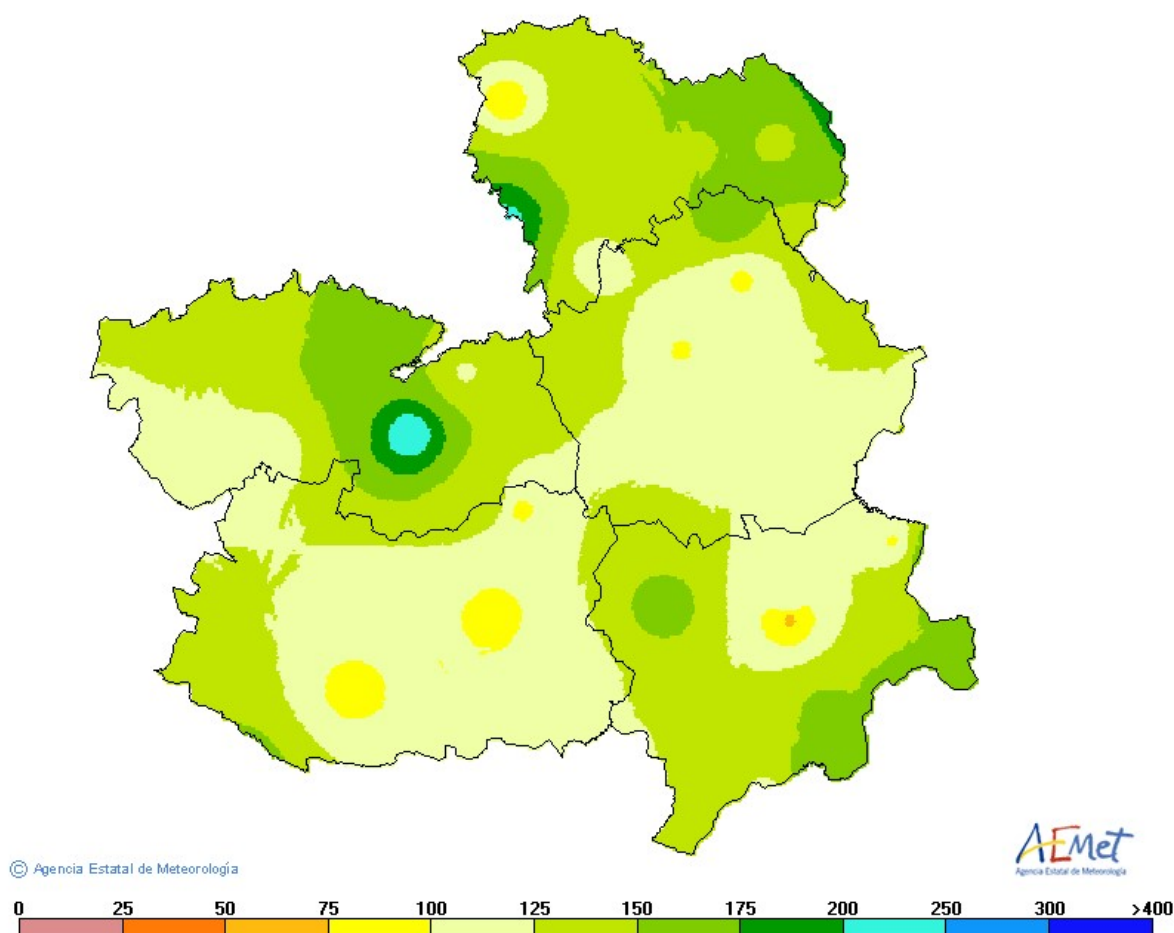 © Agencia Estatal de Meteorología
AEMet
Agencia Estatal de Meteorología
0 25 50 75 100 125 150 175 200 250 300 >400